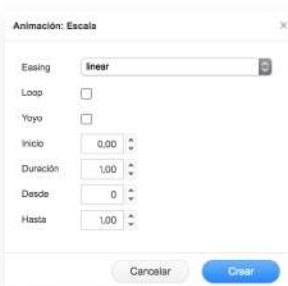 Animación: Escala ×
Easing linear
Loop
Yoyo
Inicio 0,00
Duración 1,00
Desde 0
Hasta 1,00
Cancelar Crear